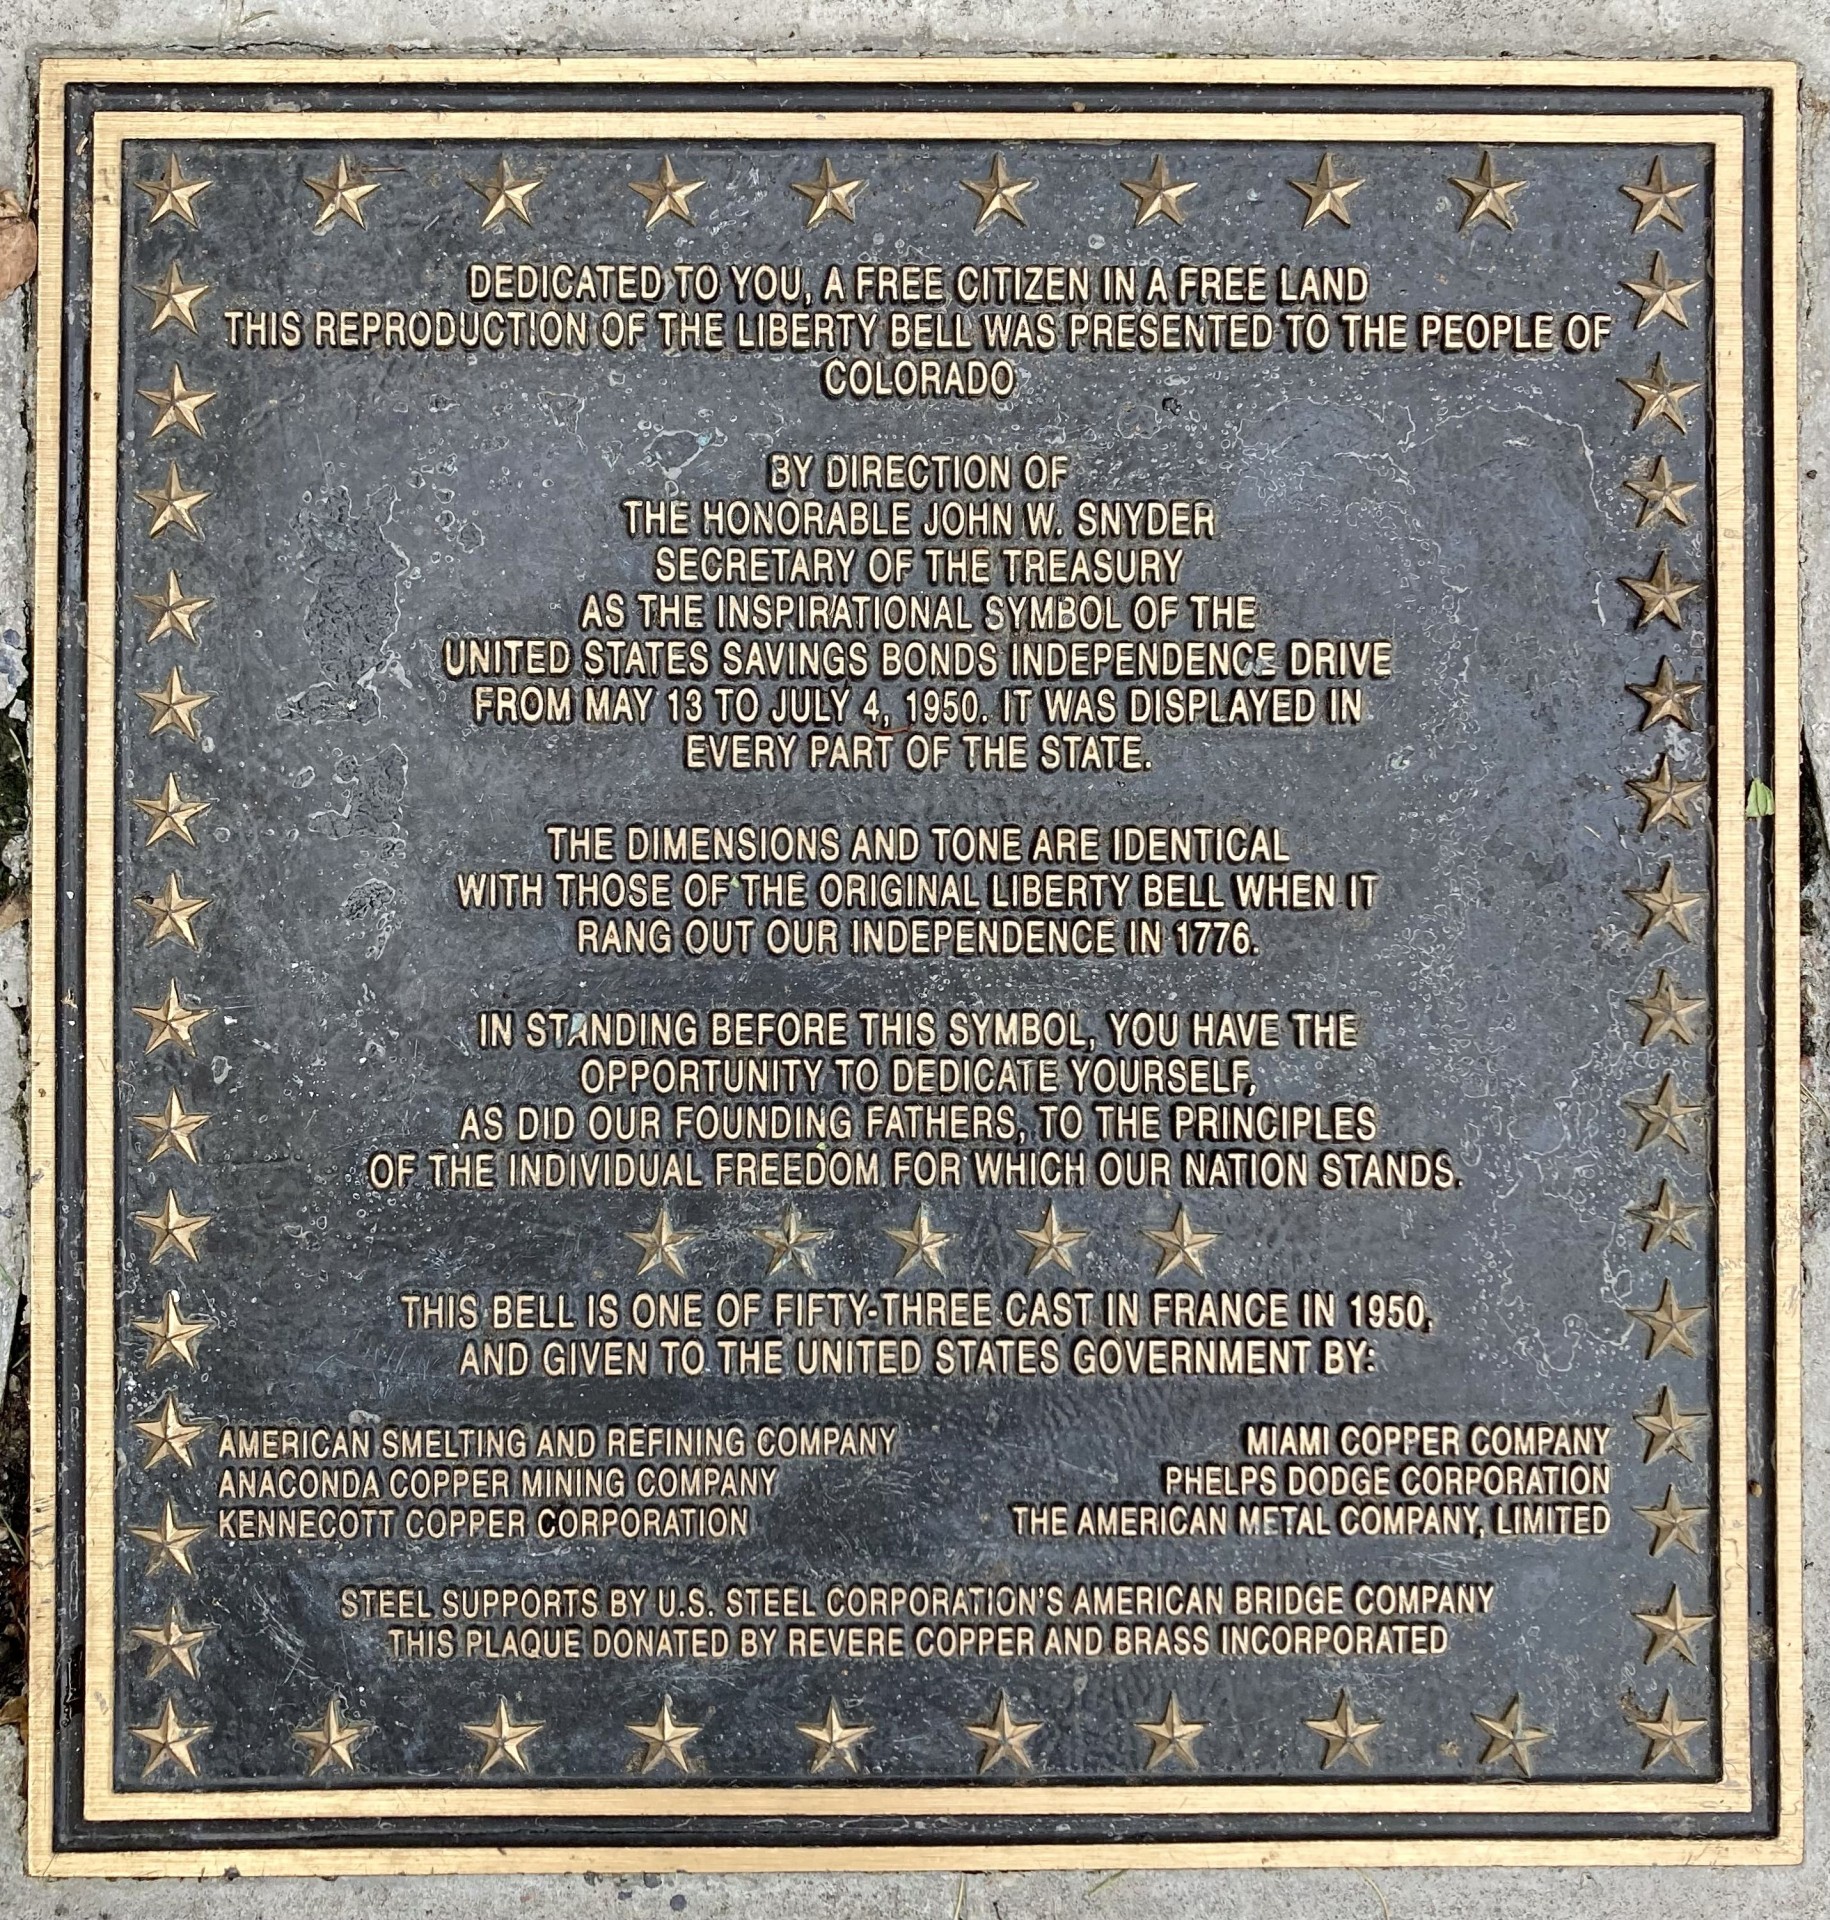 DEDICATED TO YOU, A FREE CITIZEN IN A FREE LAND
THIS REPRODUCTION OF THE LIBERTY BELL WAS PRESENTED TO THE PEOPLE OF
COLORADO
BY DIRECTION OF
THE HONORABLE JOHN W. SNYDER
SECRETARY OF THE TREASURY
AS THE INSPIRATIONAL SYMBOL OF THE
UNITED STATES SAVINGS BONDS INDEPENDENCE DRIVE
FROM MAY 13 TO JULY 4, 1950. IT WAS DISPLAYED IN
EVERY PART OF THE STATE.
THE DIMENSIONS AND TONE ARE IDENTICAL
WITH THOSE OF THE ORIGINAL LIBERTY BELL WHEN IT
RANG OUT OUR INDEPENDENCE IN 1776.
IN STANDING BEFORE THIS SYMBOL, YOU HAVE THE
OPPORTUNITY TO DEDICATE YOURSELF,
AS DID OUR FOUNDING FATHERS, TO THE PRINCIPLES
OF THE INDIVIDUAL FREEDOM FOR WHICH OUR NATION STANDS.
THIS BELL IS ONE OF FIFTY-THREE CAST IN FRANCE IN 1950,
AND GIVEN TO THE UNITED STATES GOVERNMENT BY:
AMERICAN SMELTING AND REFINING COMPANY
ANACONDA COPPER MINING COMPANY
KENNECOTT COPPER CORPORATION
MIAMI COPPER COMPANY
PHELPS DODGE CORPORATION
THE AMERICAN METAL COMPANY, LIMITED
STEEL SUPPORTS BY U.S. STEEL CORPORATION'S AMERICAN BRIDGE COMPANY
THIS PLAQUE DONATED BY REVERE COPPER AND BRASS INCORPORATED